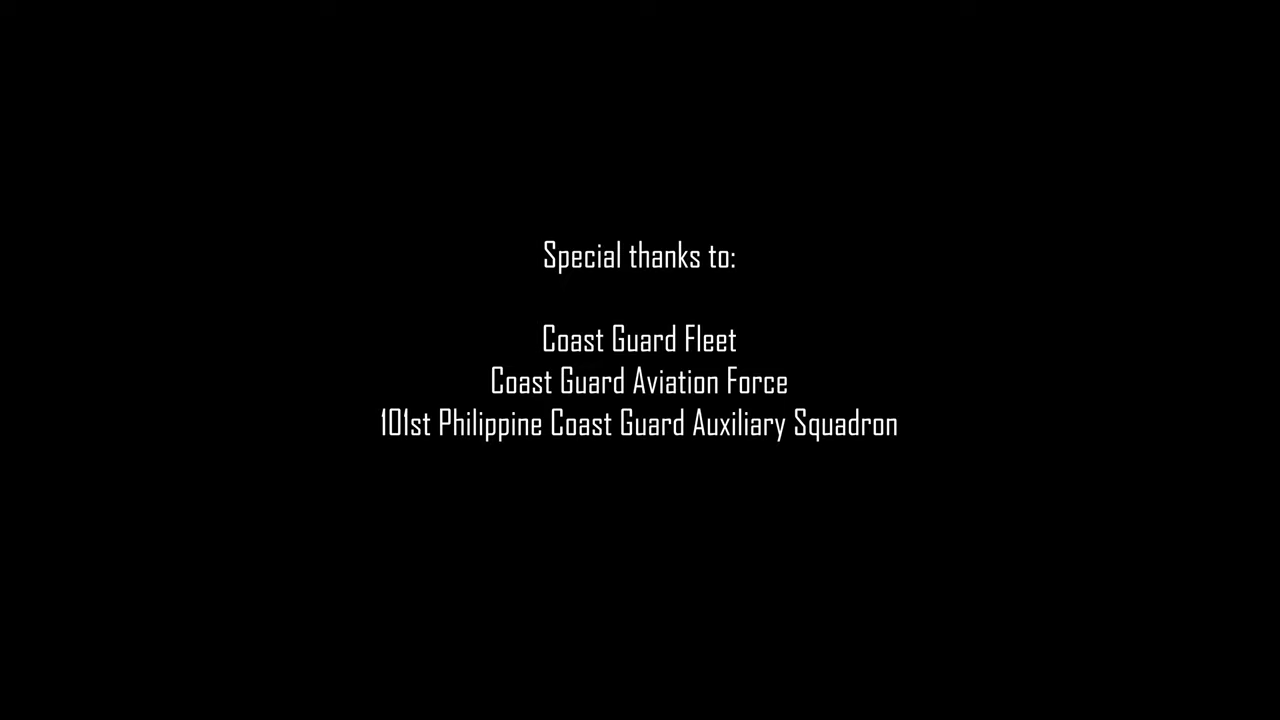 Special thanks to:
Coast Guard Fleet
Coast Guard Aviation Force
101st Philippine Coast Guard Auxiliary Squadron